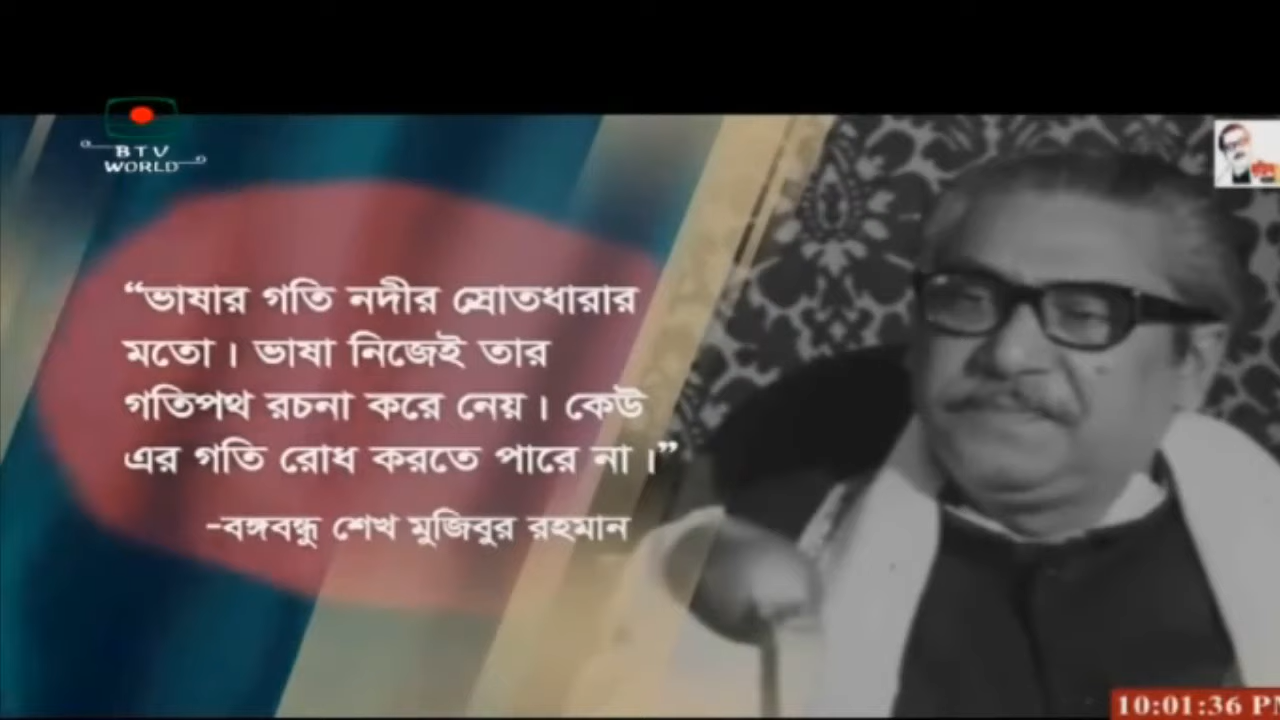 BTV
WORLD
“ভাষার গতি নদীর স্রোতধারার
মতো। ভাষা নিজেই তার
গতিপথ রচনা করে নেয়। কেউ
এর গতি রোধ করতে পারে না।”
-বঙ্গবন্ধু শেখ মুজিবুর রহমান
10:01:36 PM